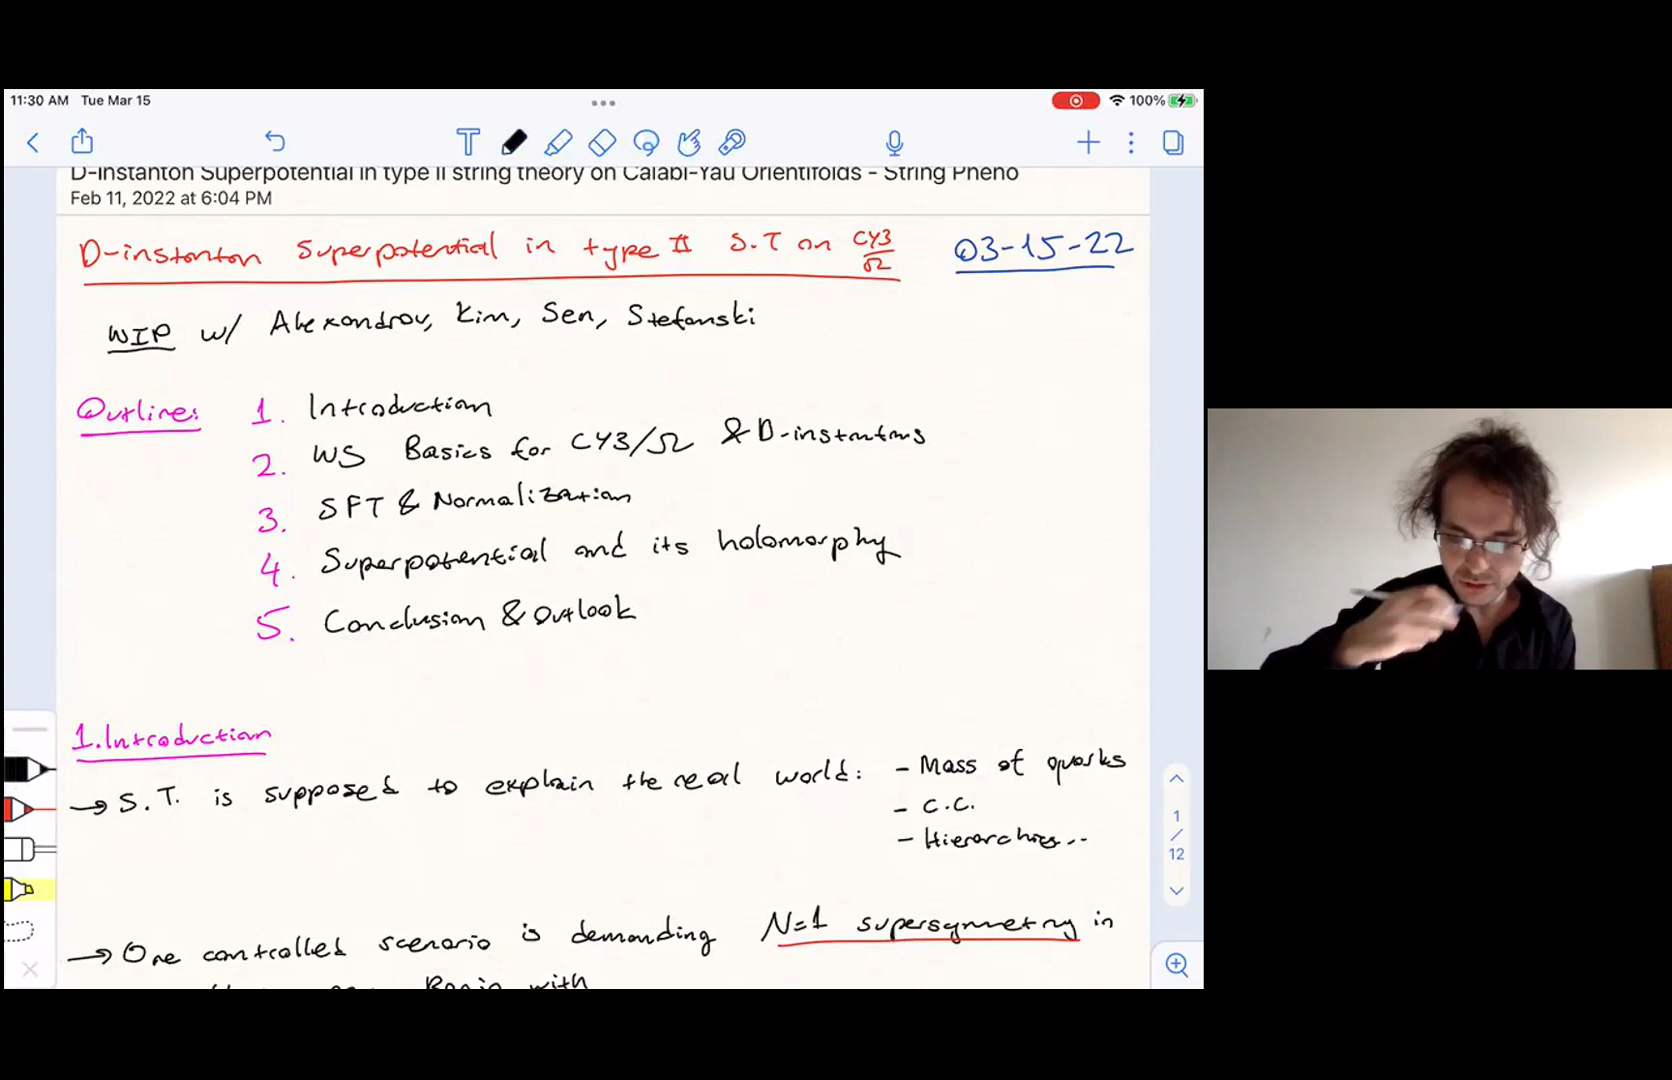 11:30 AM Tue Mar 15
100%
D-Instanton Superpotential in type II string theory on Calabi-Yau Orientifolds - String Pheno
Feb 11, 2022 at 6:04 PM
D-instanton Superpotential in type II S.T on CY3/Ω 03-15-22
WIP w/ Alexandrov, Kim, Sen, Stefanski
Outline:
1. Introduction
2. WS Basics for CY3/Ω & D-instantons
3. SFT & Normalization
4. Superpotential and its holomorphy
5. Conclusion & Outlook
1. Introduction
→ S.T. is supposed to explain the real world: - Mass of quarks
- C.C.
- Hierarchies...
→ One controlled scenario is demanding N=1 supersymmetry in
Begin with
1
/
12